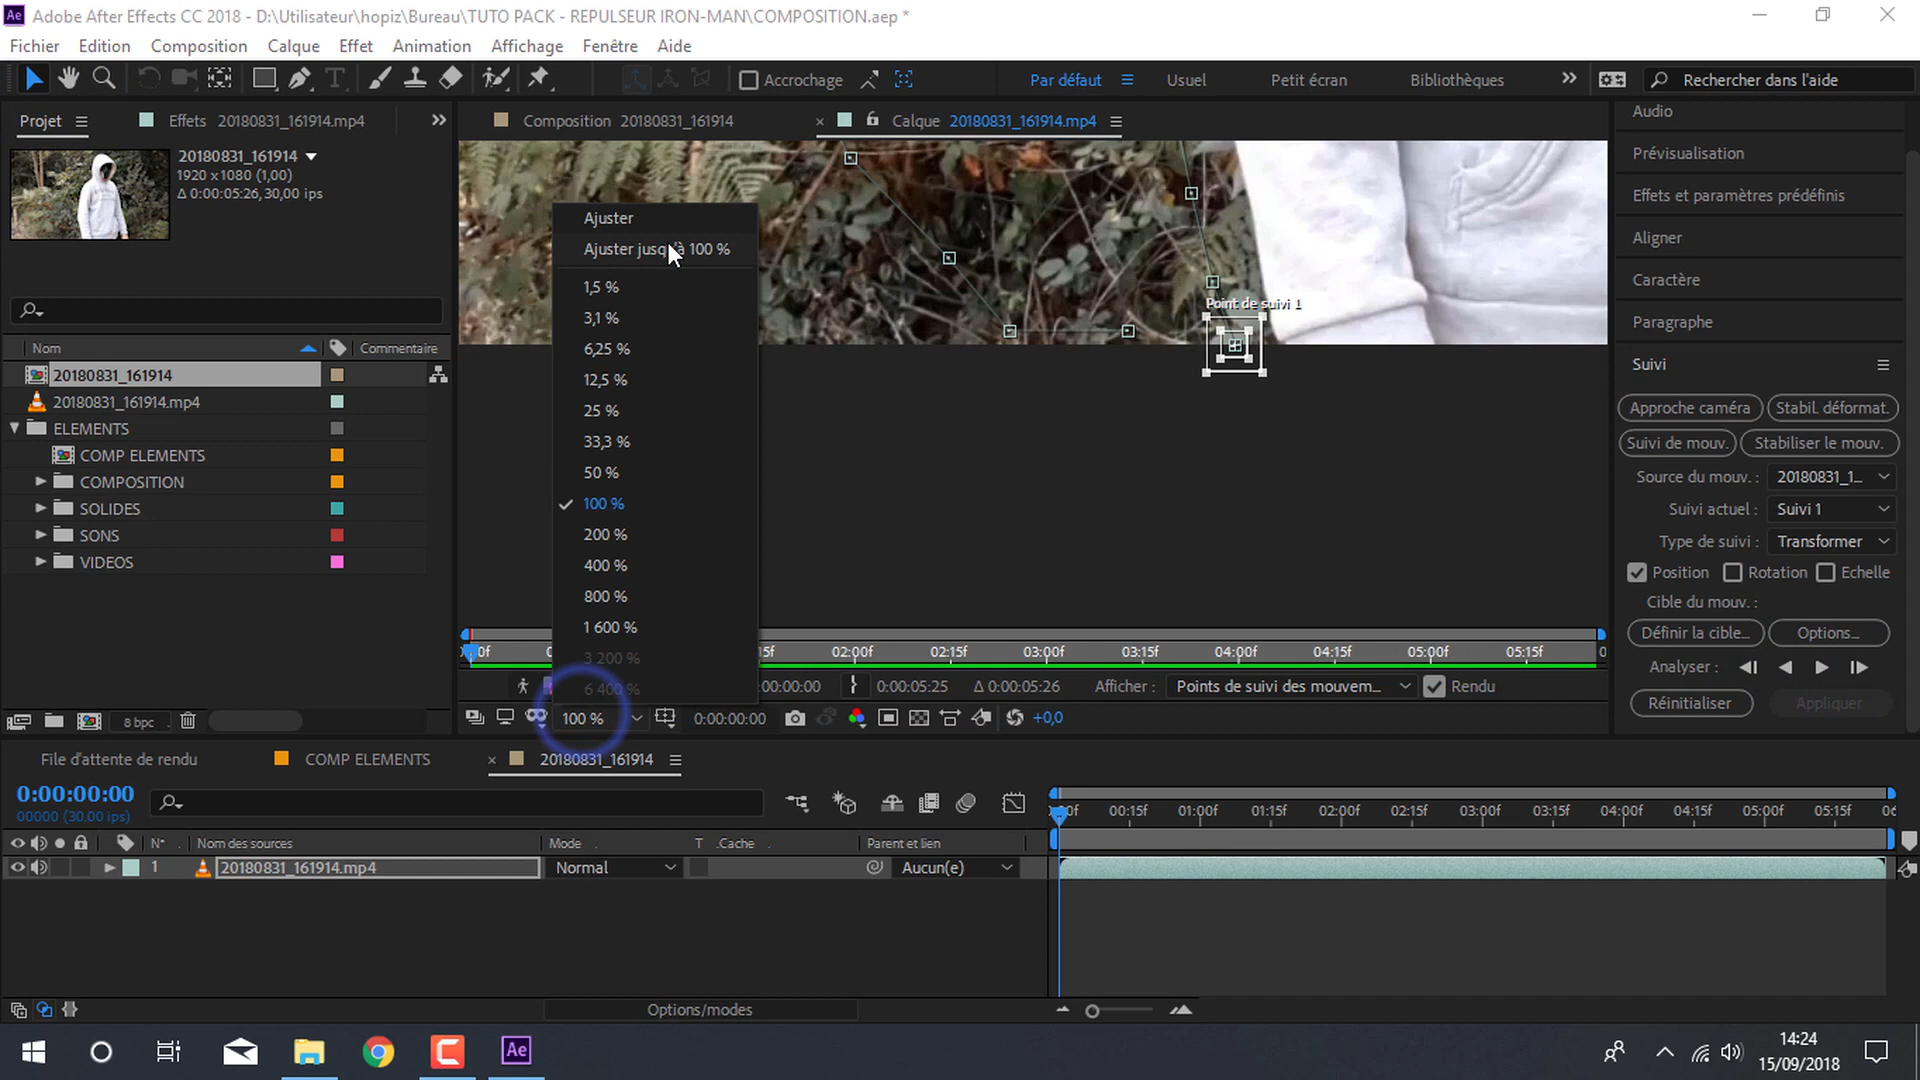 Adobe After Effects CC 2018 - D:\Utilisateur\hopiz\Bureau\TUTO PACK - REPULSEUR IRON-MAN\COMPOSITION.aep *
Fichier Edition Composition Calque Effet Animation Affichage Fenêtre Aide
Accrochage Par défaut Usuel Petit écran Bibliothèques Rechercher dans l'aide
Projet Effets 20180831_161914.mp4
Composition 20180831_161914
Calque 20180831_161914.mp4
20180831_161914
1920 x 1080 (1,00)
Δ 0:00:05:26, 30,00 ips
Nom Commentaire
20180831_161914
20180831_161914.mp4
ELEMENTS
COMP ELEMENTS
COMPOSITION
SOLIDES
SONS
VIDEOS
8 bpc
Ajuster
Ajuster 100 %
1,5 %
3,1 %
6,25 %
12,5 %
25 %
33,3 %
50 %
100 %
200 %
400 %
800 %
1 600 %
3 200 %
6 400 %
Point de suivi 1
02:00f 02:15f 03:00f 03:15f 04:00f 04:15f 05:00f 05:15f
:00:00:00 0:00:05:25 Δ 0:00:05:26 Afficher : Points de suivi des mouvem... Rendu
100 % 0:00:00:00 +0,0
Audio
Prévisualisation
Effets et paramètres prédéfinis
Aligner
Caractère
Paragraphe
Suivi
Approche caméra Stabil. déformat.
Suivi de mouv. Stabiliser le mouv.
Source du mouv. : 20180831_1...
Suivi actuel : Suivi 1
Type de suivi : Transformer
Position Rotation Echelle
Cible du mouv. :
Définir la cible... Options...
Analyser :
Réinitialiser Appliquer
File d'attente de rendu COMP ELEMENTS 20180831_161914
0:00:00:00
00000 (30.00 ips)
00:15f 01:00f 01:15f 02:00f 02:15f 03:00f 03:15f 04:00f 04:15f 05:00f 05:15f
N° Nom des sources Mode T .Cache Parent et lien
1 20180831_161914.mp4 Normal Aucun(e)
Options/modes
Ae
14:24
15/09/2018